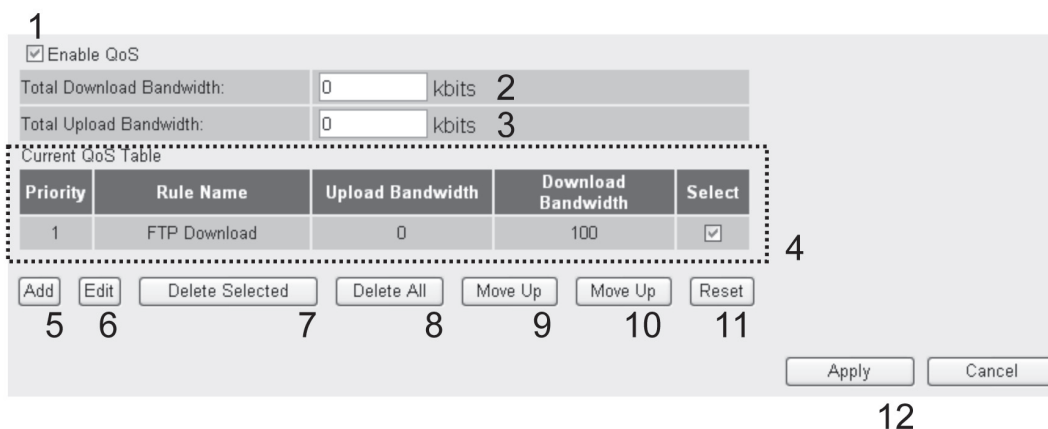 1
Enable QoS
Total Download Bandwidth: 0 kbits 2
Total Upload Bandwidth: 0 kbits 3
Current QoS Table
Priority Rule Name Upload Bandwidth Download Bandwidth Select
1 FTP Download 0 100
4
Add Edit Delete Selected Delete All Move Up Move Up Reset
5 6 7 8 9 10 11
Apply Cancel
12